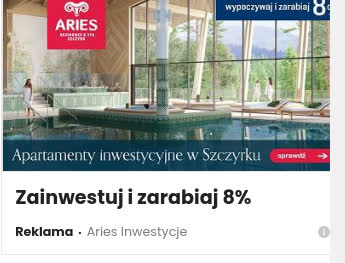 wypoczywaj i zarabiaj 8
ARIES
RESIDENCE & SPA
SZCZYRK
Apartamenty inwestycyjne w Szczyrku
sprawdź
Zainwestuj i zarabiaj 8%
Reklama · Aries Inwestycje